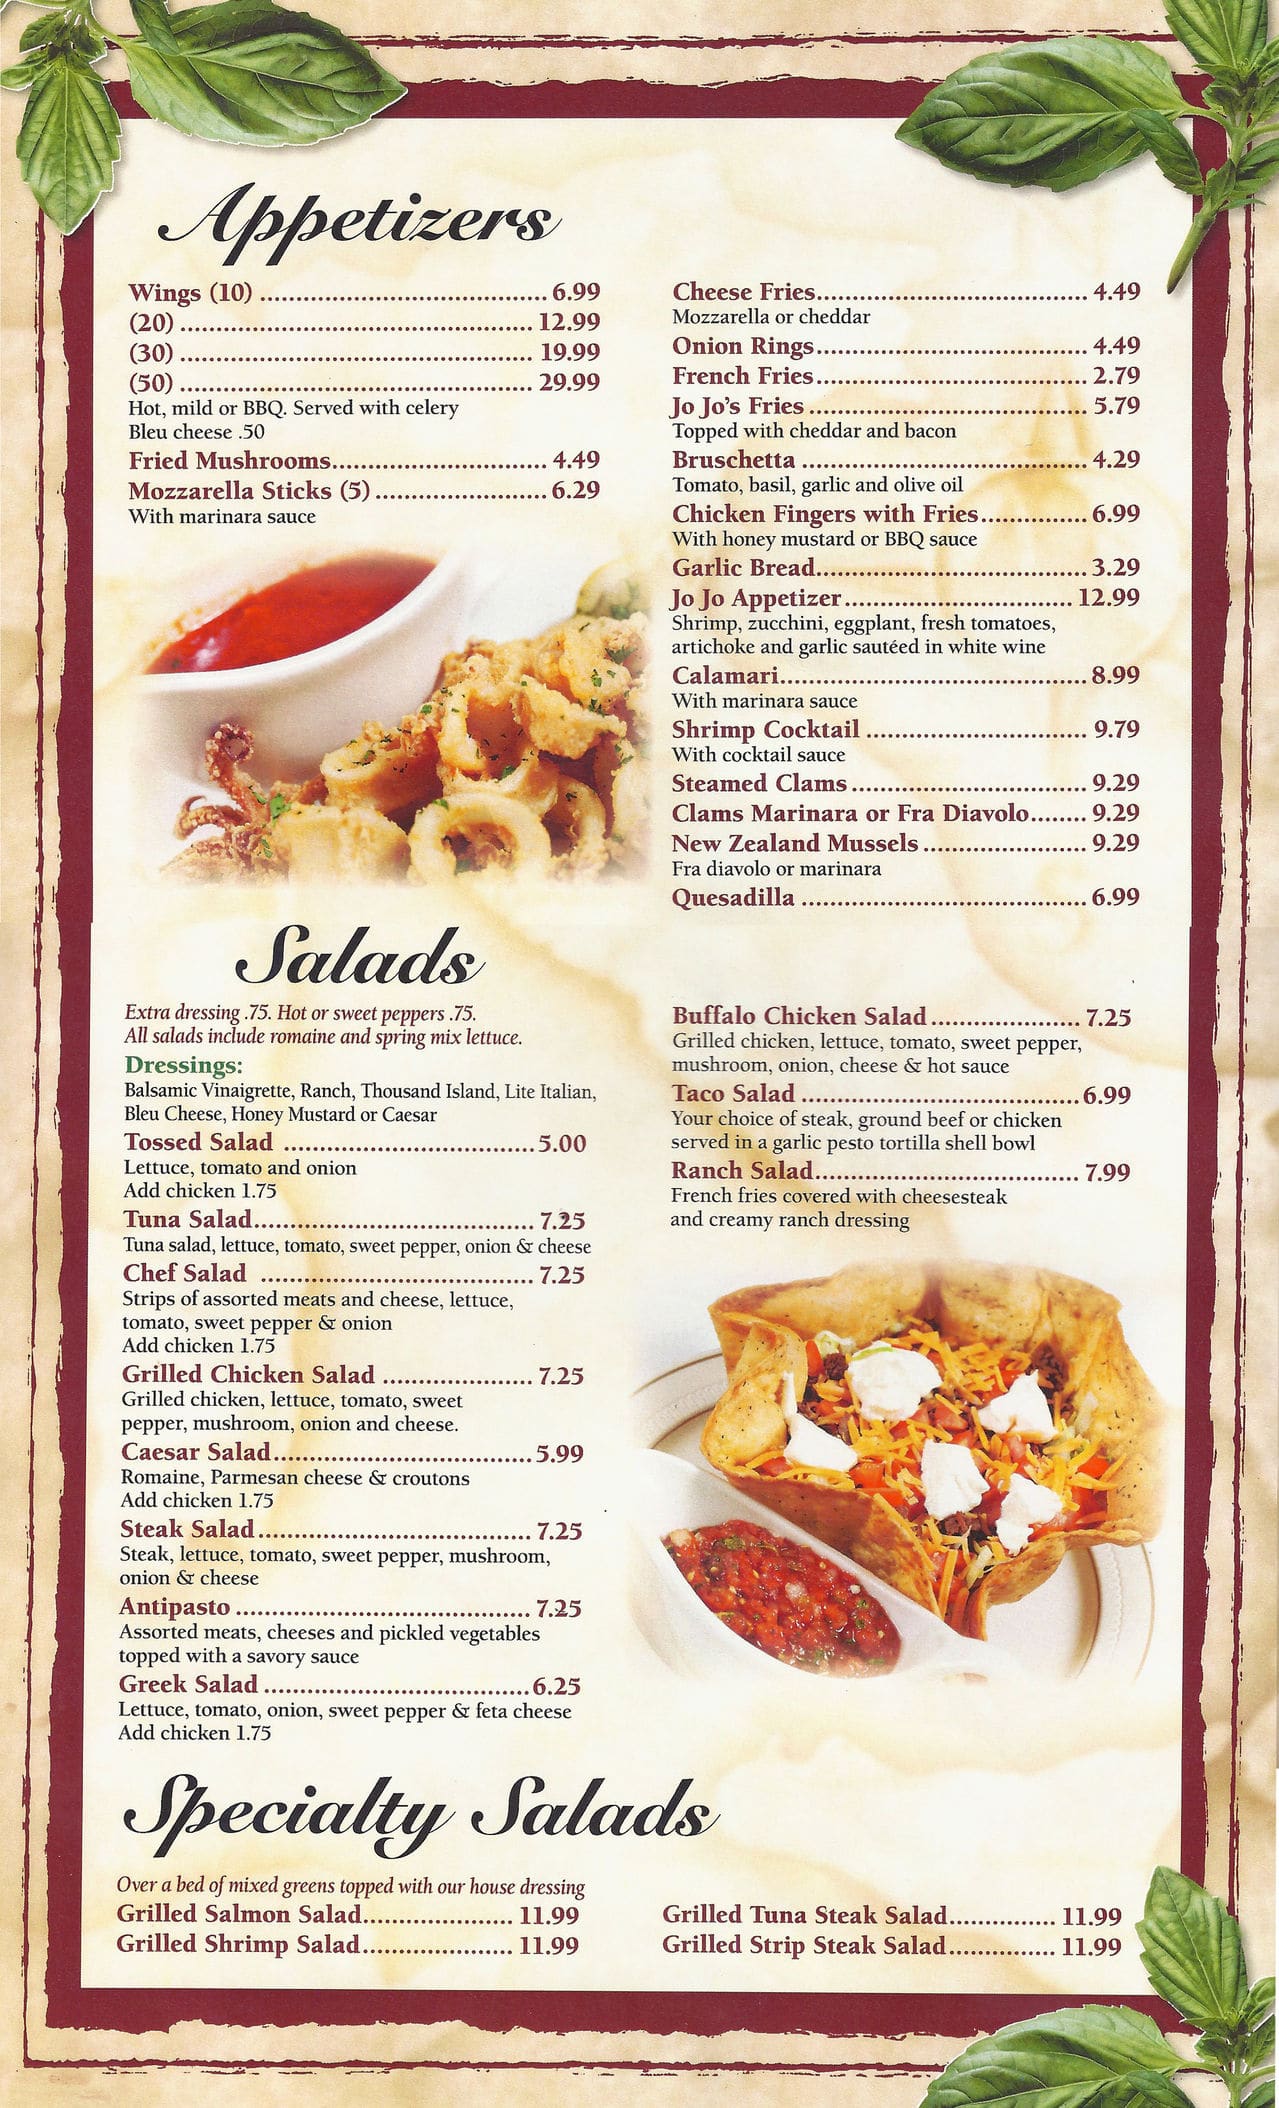 Appetizers
Wings (10) ....................................... 6.99
(20) ................................................ 12.99
(30) ................................................ 19.99
(50) ................................................ 29.99
Hot, mild or BBQ. Served with celery
Bleu cheese .50
Fried Mushrooms............................. 4.49
Mozzarella Sticks (5) ....................... 6.29
With marinara sauce
Cheese Fries..................................... 4.49
Mozzarella or cheddar
Onion Rings..................................... 4.49
French Fries..................................... 2.79
Jo Jo's Fries ...................................... 5.79
Topped with cheddar and bacon
Bruschetta ....................................... 4.29
Tomato, basil, garlic and olive oil
Chicken Fingers with Fries............... 6.99
With honey mustard or BBQ sauce
Garlic Bread..................................... 3.29
Jo Jo Appetizer............................... 12.99
Shrimp, zucchini, eggplant, fresh tomatoes,
artichoke and garlic sautéed in white wine
Calamari.......................................... 8.99
With marinara sauce
Shrimp Cocktail .............................. 9.79
With cocktail sauce
Steamed Clams ................................ 9.29
Clams Marinara or Fra Diavolo........ 9.29
New Zealand Mussels ...................... 9.29
Fra diavolo or marinara
Quesadilla ....................................... 6.99
Salads
Extra dressing .75. Hot or sweet peppers .75.
All salads include romaine and spring mix lettuce.
Dressings:
Balsamic Vinaigrette, Ranch, Thousand Island, Lite Italian,
Bleu Cheese, Honey Mustard or Caesar
Tossed Salad .................................. 5.00
Lettuce, tomato and onion
Add chicken 1.75
Tuna Salad...................................... 7.25
Tuna salad, lettuce, tomato, sweet pepper, onion & cheese
Chef Salad ..................................... 7.25
Strips of assorted meats and cheese, lettuce,
tomato, sweet pepper & onion
Add chicken 1.75
Grilled Chicken Salad .................... 7.25
Grilled chicken, lettuce, tomato, sweet
pepper, mushroom, onion and cheese.
Caesar Salad................................... 5.99
Romaine, Parmesan cheese & croutons
Add chicken 1.75
Steak Salad..................................... 7.25
Steak, lettuce, tomato, sweet pepper, mushroom,
onion & cheese
Antipasto ........................................ 7.25
Assorted meats, cheeses and pickled vegetables
topped with a savory sauce
Greek Salad .................................... 6.25
Lettuce, tomato, onion, sweet pepper & feta cheese
Add chicken 1.75
Buffalo Chicken Salad .................... 7.25
Grilled chicken, lettuce, tomato, sweet pepper,
mushroom, onion, cheese & hot sauce
Taco Salad ...................................... 6.99
Your choice of steak, ground beef or chicken
served in a garlic pesto tortilla shell bowl
Ranch Salad.................................... 7.99
French fries covered with cheesesteak
and creamy ranch dressing
Specialty Salads
Over a bed of mixed greens topped with our house dressing
Grilled Salmon Salad.................... 11.99
Grilled Shrimp Salad.................... 11.99
Grilled Tuna Steak Salad.............. 11.99
Grilled Strip Steak Salad.............. 11.99